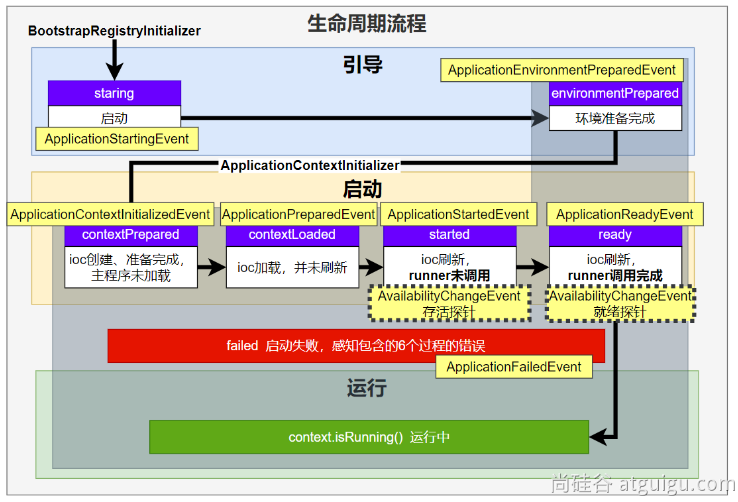 生命周期流程
BootstrapRegistryInitializer
引导
ApplicationEnvironmentPreparedEvent
staring
environmentPrepared
启动
环境准备完成
ApplicationStartingEvent
ApplicationContextInitializer
启动
ApplicationContextInitializedEvent
ApplicationPreparedEvent
ApplicationStartedEvent
ApplicationReadyEvent
contextPrepared
contextLoaded
started
ready
ioc创建、准备完成，
主程序未加载
ioc加载，并未刷新
ioc刷新，
runner未调用
ioc刷新，
runner调用完成
AvailabilityChangeEvent
存活探针
AvailabilityChangeEvent
就绪探针
failed 启动失败，感知包含的6个过程的错误
ApplicationFailedEvent
运行
context.isRunning() 运行中
尚硅谷 atguigu.com